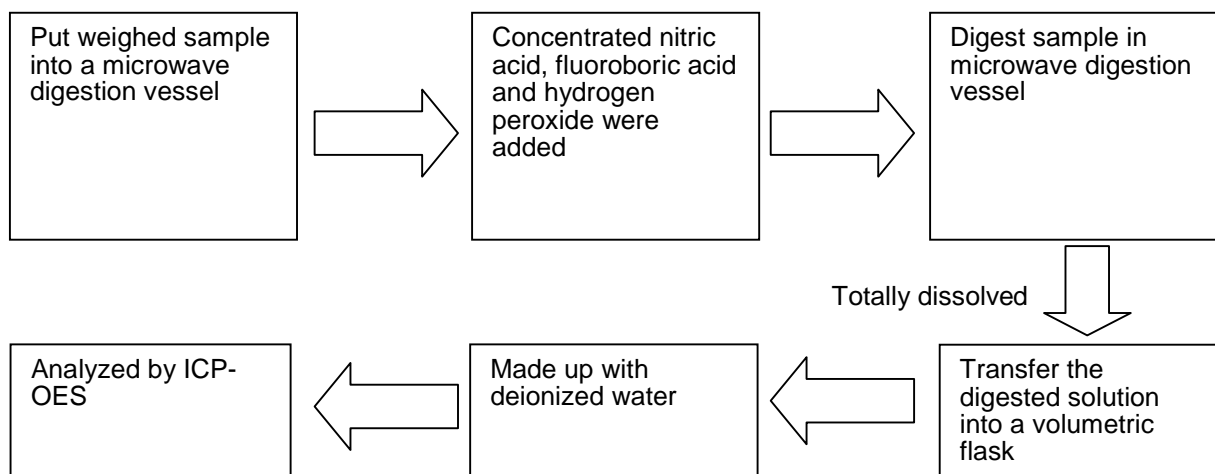 Put weighed sample
into a microwave
digestion vessel
Concentrated nitric
acid, fluoroboric acid
and hydrogen
peroxide were
added
Digest sample in
microwave digestion
vessel
Totally dissolved
Transfer the
digested solution
into a volumetric
flask
Made up with
deionized water
Analyzed by ICP-
OES